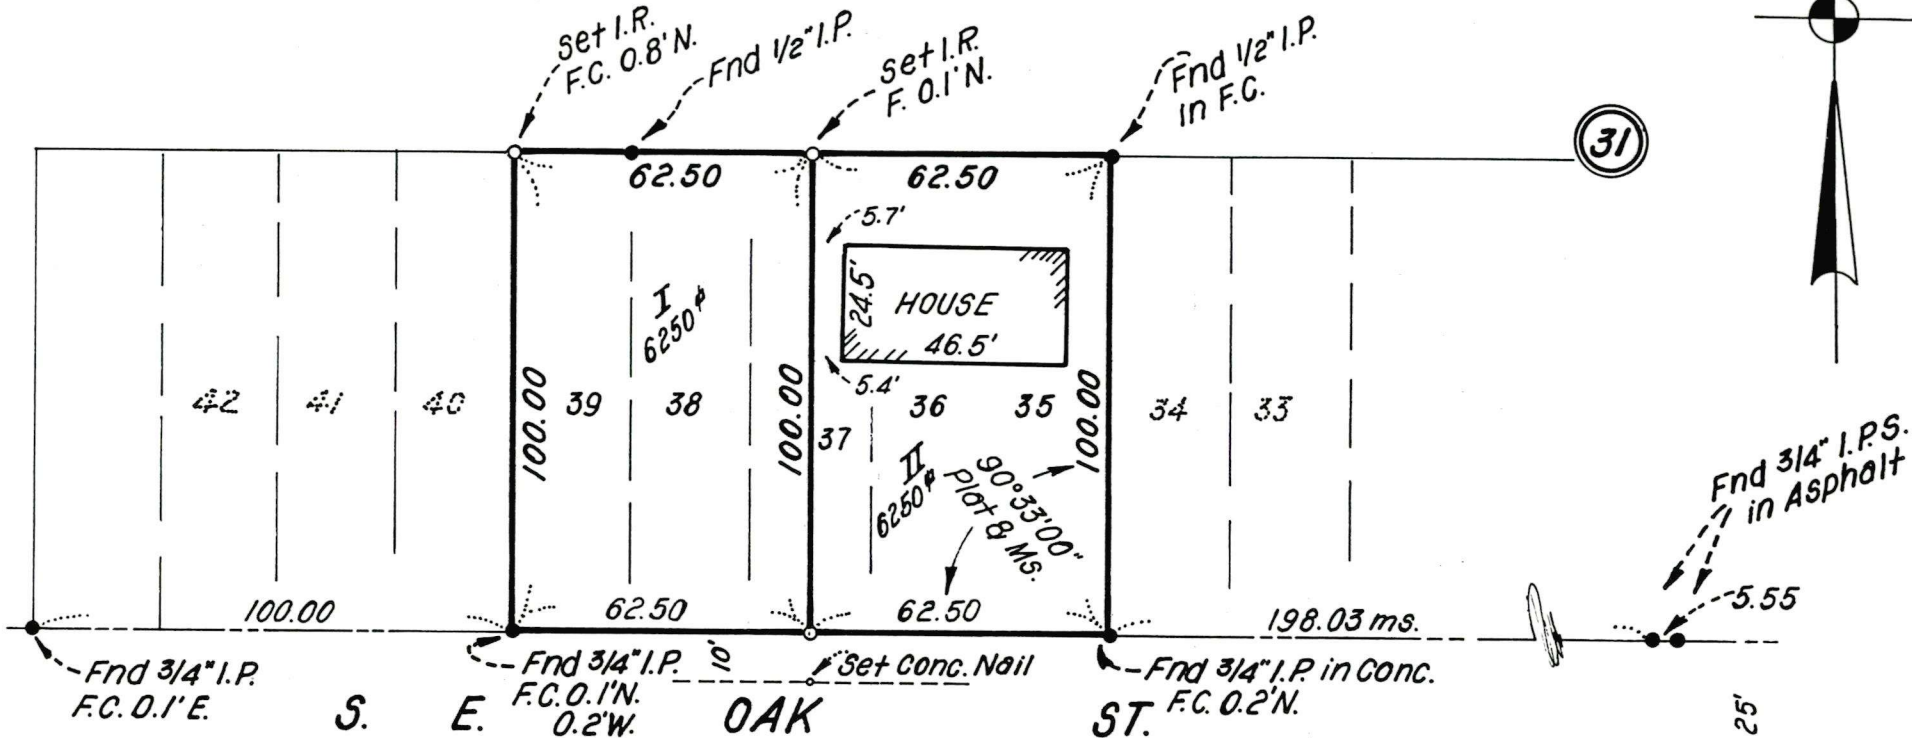 Set I.R.
F.C. 0.8' N.
Fnd 1/2" I.P.
Set I.R.
F. 0.1' N.
Fnd 1/2" I.P.
in F.C.
31
62.50
62.50
5.7'
I
6250
24.5'
HOUSE
46.5'
5.4'
42
41
40
100.00
39
38
100.00
37
36
35
100.00
34
33
II
6250
90°33'00"
Plat & Ms.
Fnd 3/4" I.P.S.
in Asphalt
100.00
62.50
62.50
198.03 ms.
5.55
Fnd 3/4" I.P.
F.C. 0.1' E.
Fnd 3/4" I.P.
F.C. 0.1' N.
0.2' W.
10'
Set Conc. Nail
Fnd 3/4" I.P. in Conc.
F.C. 0.2' N.
S. E. OAK ST.
25'